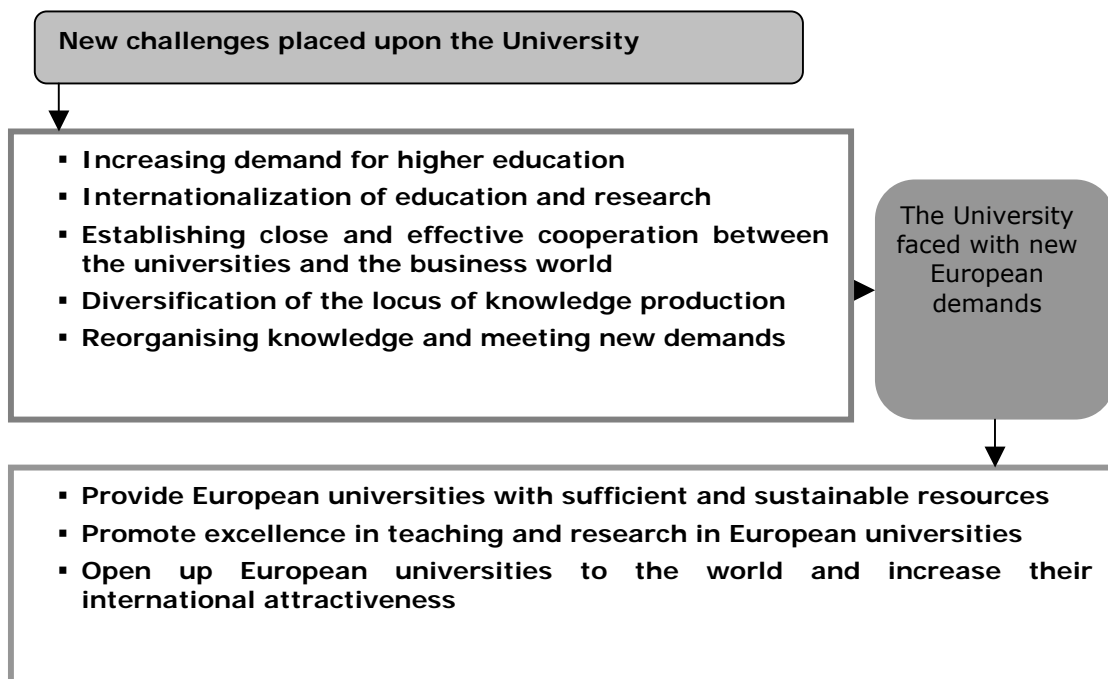 New challenges placed upon the University
▪ Increasing demand for higher education
▪ Internationalization of education and research
▪ Establishing close and effective cooperation between
the universities and the business world
▪ Diversification of the locus of knowledge production
▪ Reorganising knowledge and meeting new demands
The University
faced with new
European
demands
▪ Provide European universities with sufficient and sustainable resources
▪ Promote excellence in teaching and research in European universities
▪ Open up European universities to the world and increase their
international attractiveness